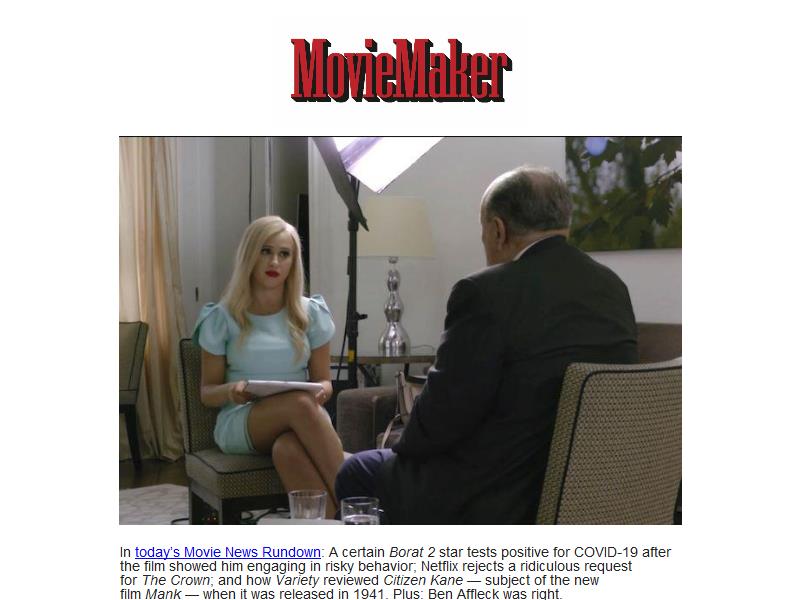 MovieMaker
In today's Movie News Rundown: A certain Borat 2 star tests positive for COVID-19 after
the film showed him engaging in risky behavior; Netflix rejects a ridiculous request
for The Crown; and how Variety reviewed Citizen Kane — subject of the new
film Mank — when it was released in 1941. Plus: Ben Affleck was right.